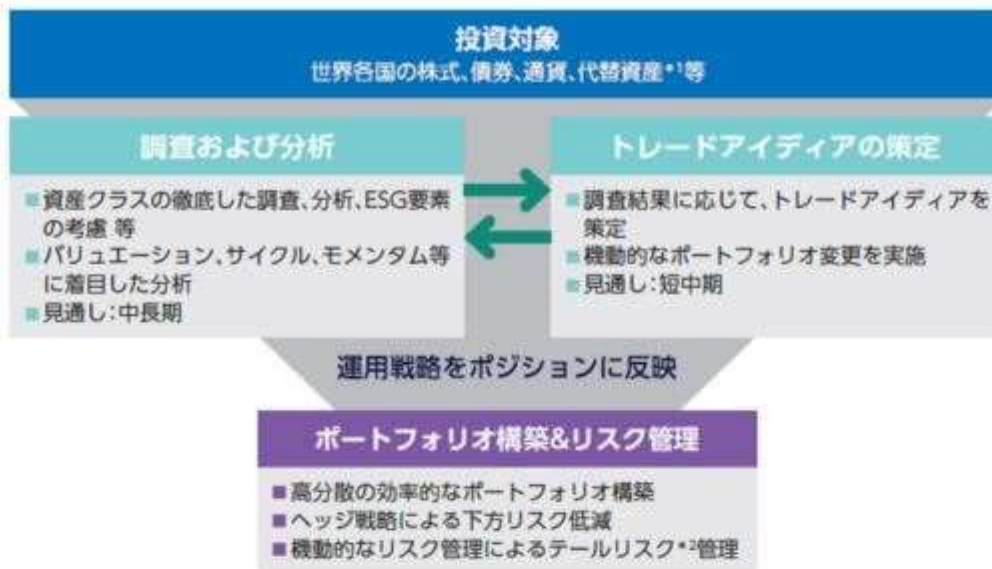 投資対象
世界各国の株式、債券、通貨、代替資産*1等
調査および分析
■資産クラスの徹底した調査、分析、ESG要素
の考慮 等
■バリュエーション、サイクル、モメンタム等
に着目した分析
■見通し:中長期
トレードアイディアの策定
■調査結果に応じて、トレードアイディアを
策定
■機動的なポートフォリオ変更を実施
■見通し:短中期
運用戦略をポジションに反映
ポートフォリオ構築&リスク管理
■高分散の効率的なポートフォリオ構築
■ヘッジ戦略による下方リスク低減
■機動的なリスク管理によるテールリスク*2管理